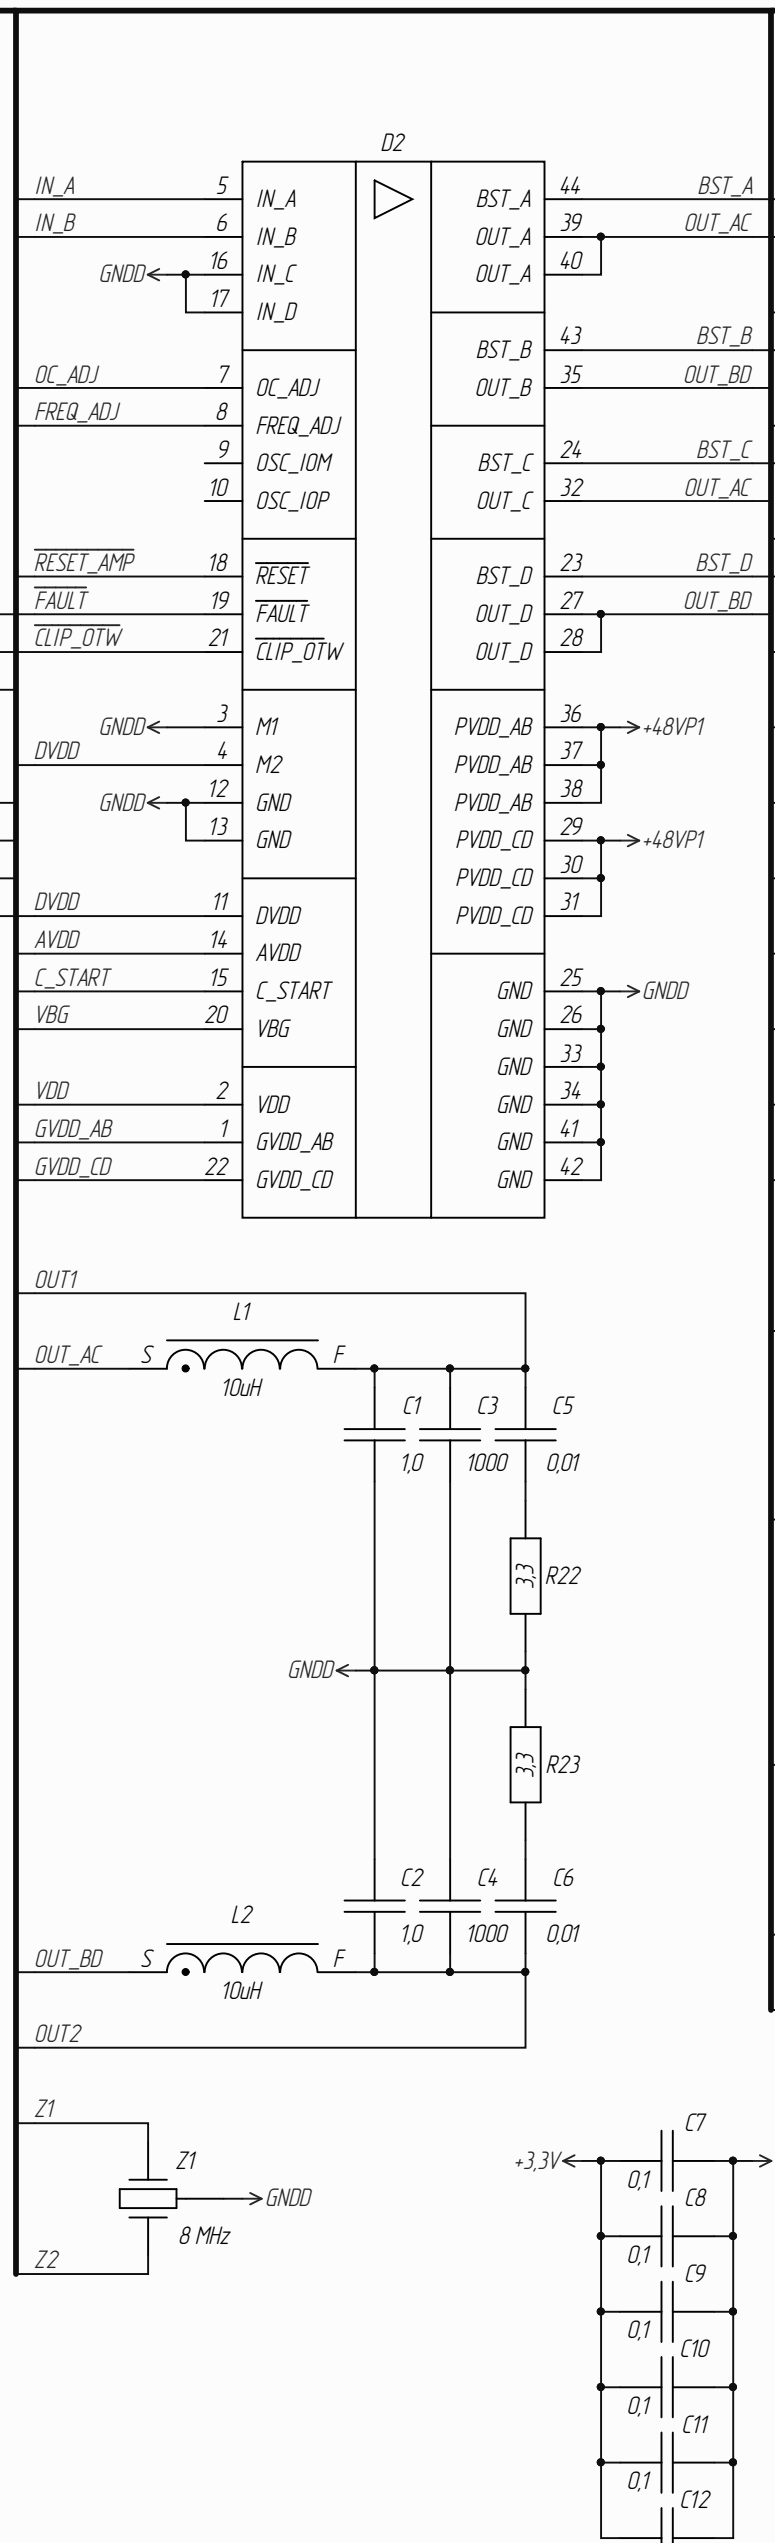 D2
IN_A 5 IN_A BST_A 44 BST_A
IN_B 6 IN_B OUT_A 39 OUT_AC
GNDD 16 IN_C OUT_A 40
17 IN_D
BST_B 43 BST_B
OC_ADJ 7 OC_ADJ OUT_B 35 OUT_BD
FREQ_ADJ 8 FREQ_ADJ
9 OSC_IOM BST_C 24 BST_C
10 OSC_IOP OUT_C 32 OUT_AC
RESET_AMP 18 RESET BST_D 23 BST_D
FAULT 19 FAULT OUT_D 27 OUT_BD
CLIP_OTW 21 CLIP_OTW OUT_D 28
GNDD 3 M1 PVDD_AB 36 +48VP1
DVDD 4 M2 PVDD_AB 37
GNDD 12 GND PVDD_AB 38
13 GND PVDD_CD 29 +48VP1
PVDD_CD 30
DVDD 11 DVDD PVDD_CD 31
AVDD 14 AVDD
C_START 15 C_START GND 25 GNDD
VBG 20 VBG GND 26
GND 33
VDD 2 VDD GND 34
GVDD_AB 1 GVDD_AB GND 41
GVDD_CD 22 GVDD_CD GND 42
OUT1
L1
OUT_AC S F
10uH
C1 C3 C5
1,0 1000 0,01
3,3 R22
GNDD
3,3 R23
C2 C4 C6
L2
1,0 1000 0,01
OUT_BD S F
10uH
OUT2
Z1
C7
Z1 +3,3V
0,1
GNDD C8
8 MHz
0,1
Z2 C9
0,1
C10
0,1
C11
0,1
C12